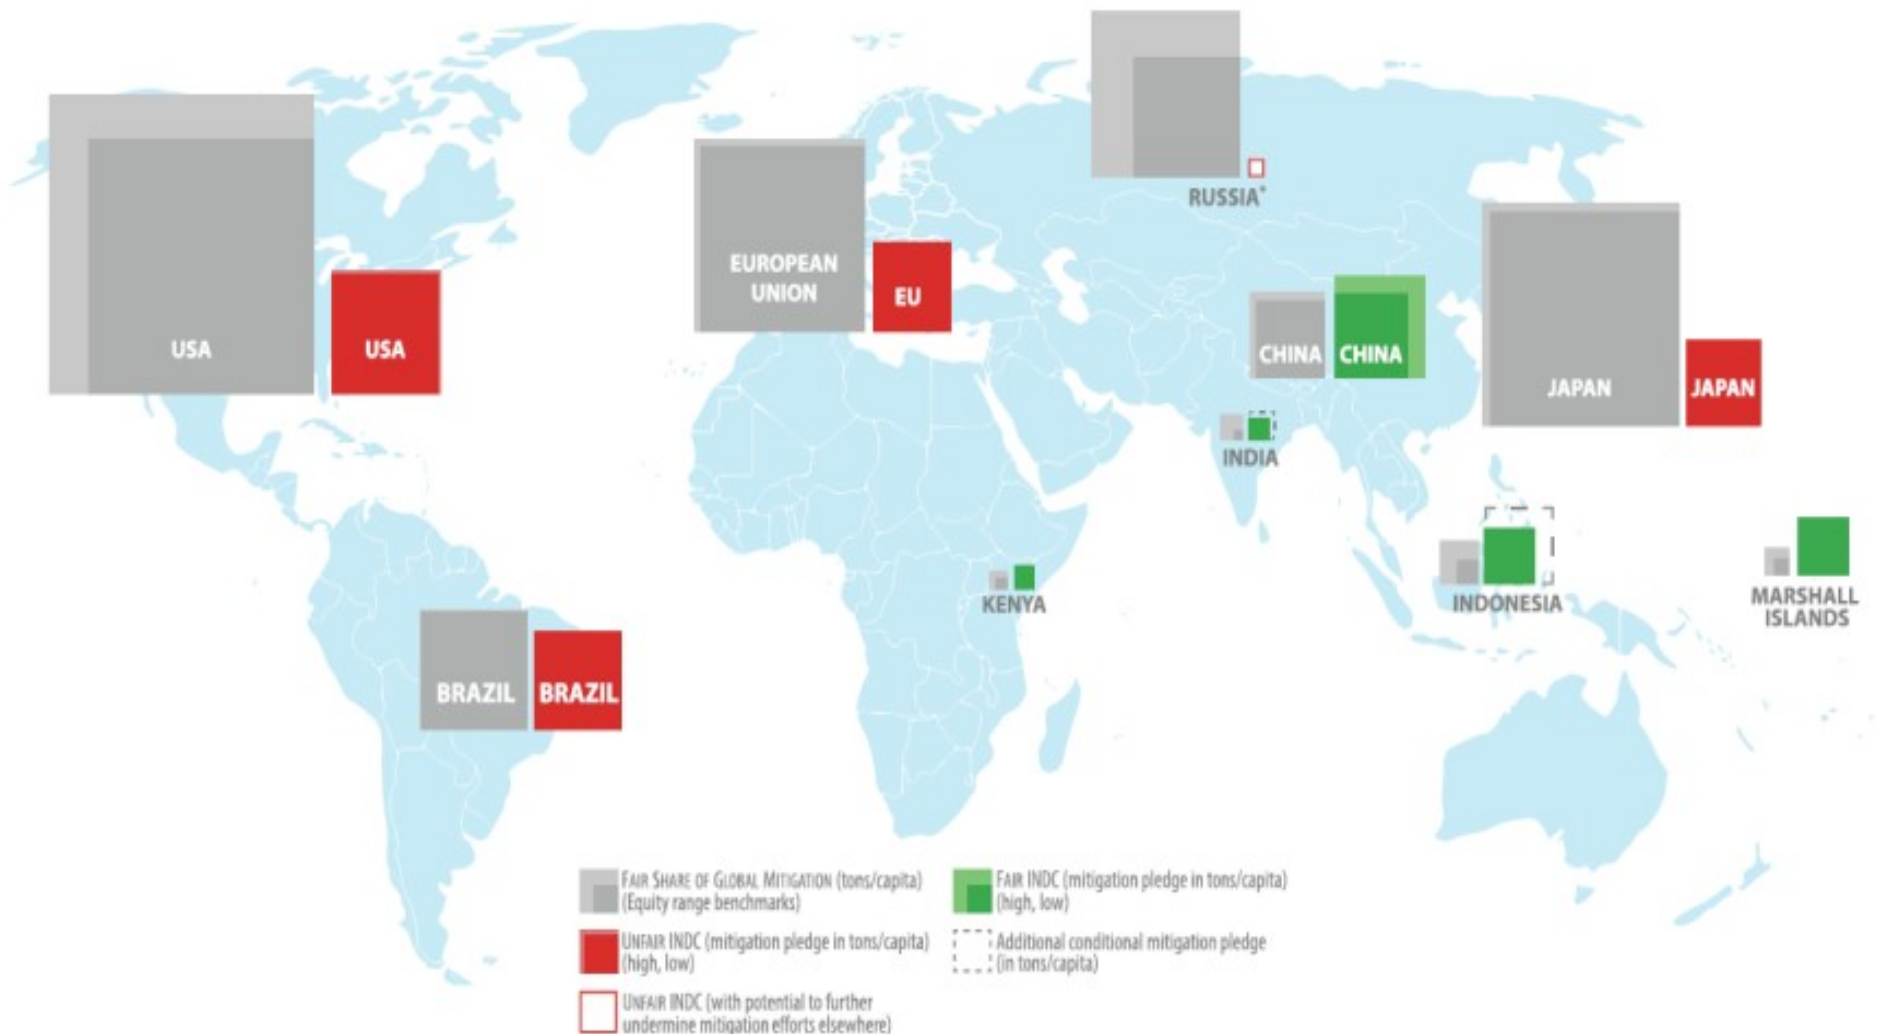 RUSSIA*
EUROPEAN
UNION
EU
USA
USA
CHINA
CHINA
JAPAN
JAPAN
INDIA
KENYA
INDONESIA
MARSHALL
ISLANDS
BRAZIL
BRAZIL
FAIR SHARE OF GLOBAL MITIGATION (tons/capita)
(Equity range benchmarks)
UNFAIR INDC (mitigation pledge in tons/capita)
(high, low)
UNFAIR INDC (with potential to further
undermine mitigation efforts elsewhere)
FAIR INDC (mitigation pledge in tons/capita)
(high, low)
Additional conditional mitigation pledge
(in tons/capita)